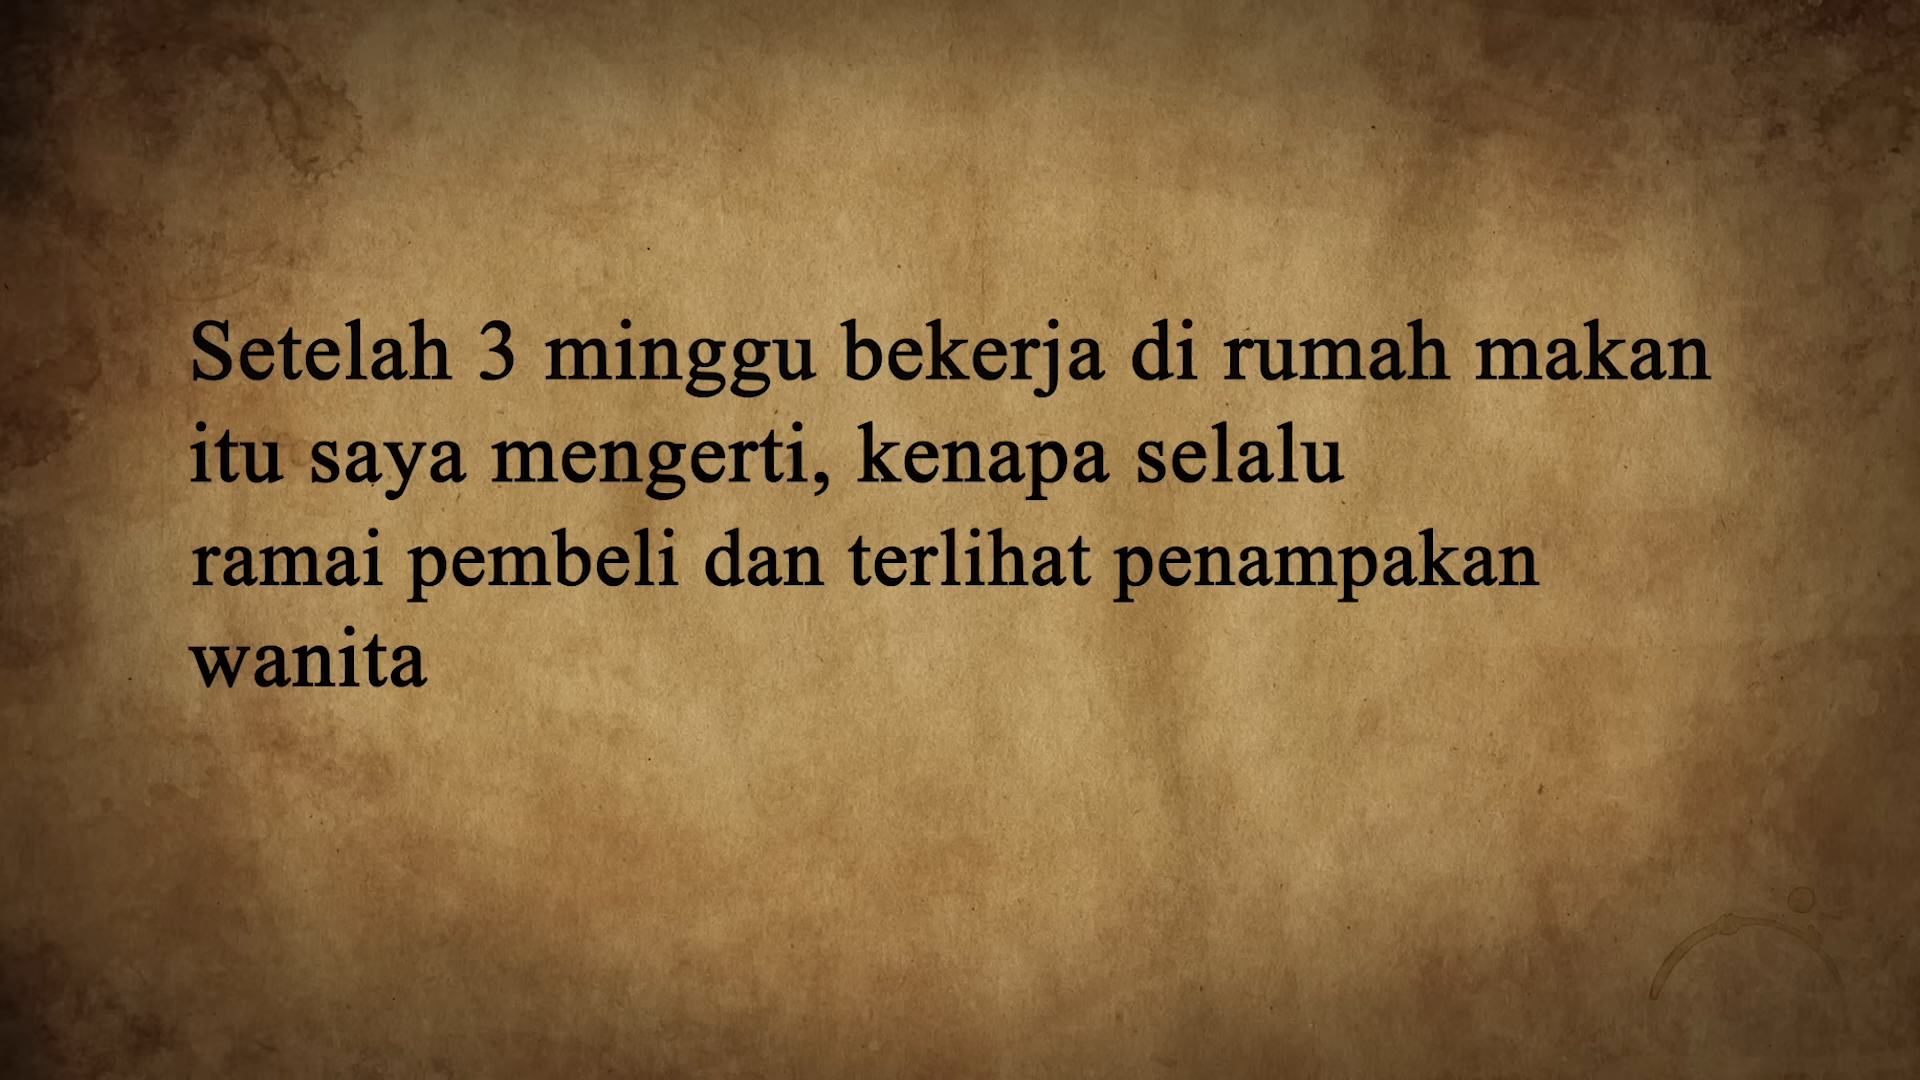 Setelah 3 minggu bekerja di rumah makan
itu saya mengerti, kenapa selalu
ramai pembeli dan terlihat penampakan
wanita